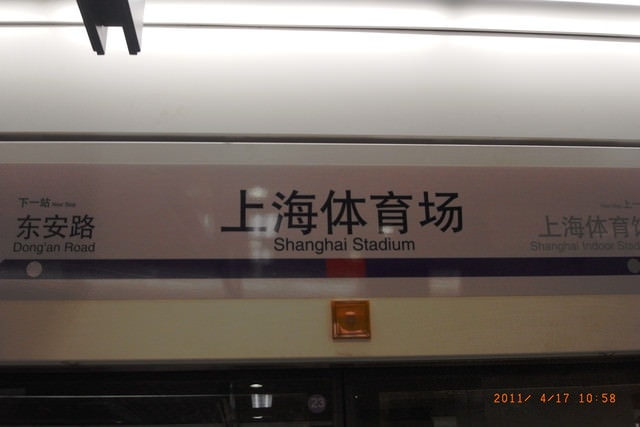 下一站 Next Stop
东安路
Dong'an Road
上海体育场
Shanghai Stadium
上海体育
Shanghai Indoor
23
2011/ 4/17 10:58